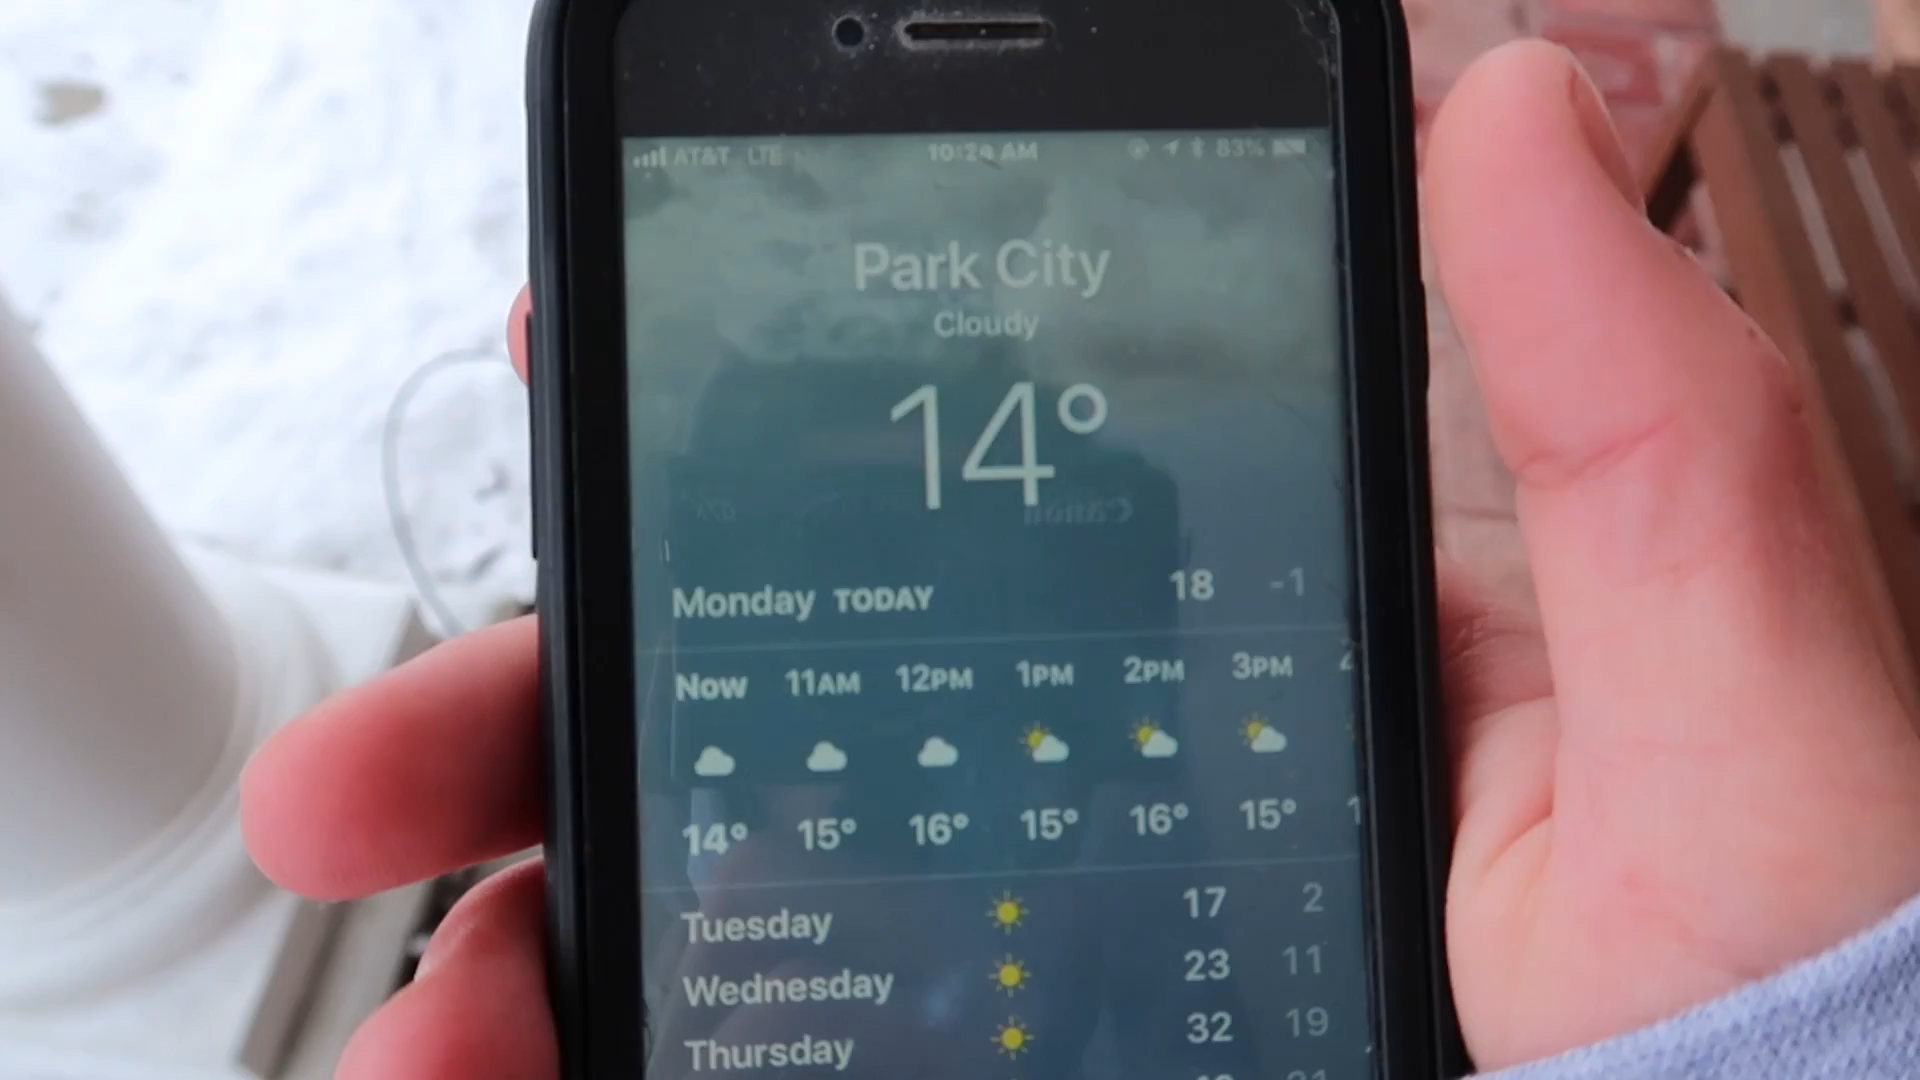 AT&T LTE 10:24 AM 83%
Park City
Cloudy
14°
Canon
Monday TODAY 18 -1
Now 11AM 12PM 1PM 2PM 3PM
14° 15° 16° 15° 16° 15°
Tuesday 17 2
Wednesday 23 11
Thursday 32 19